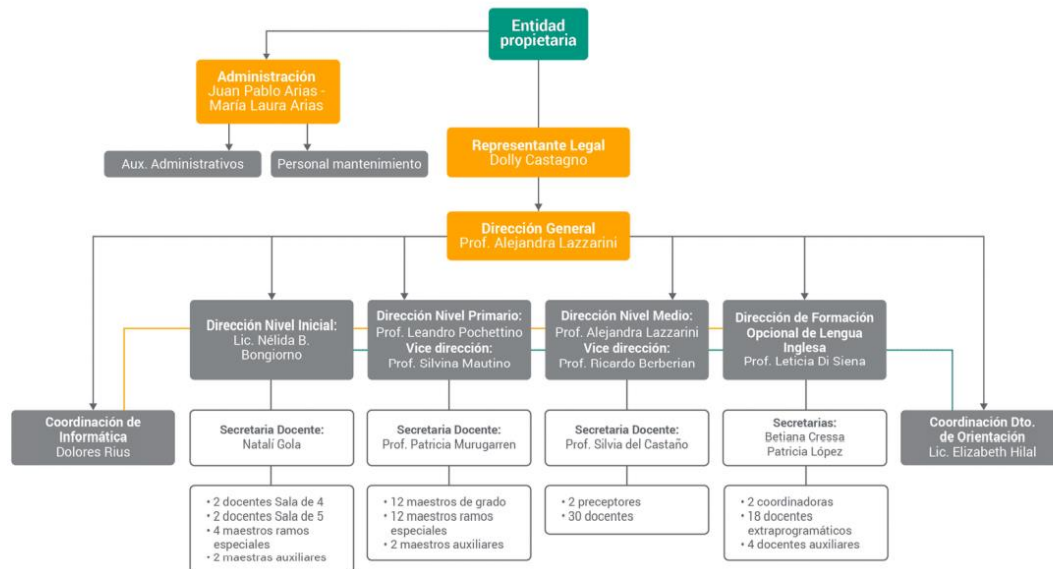 Entidad
propietaria
Administración
Juan Pablo Arias -
María Laura Arias
Aux. Administrativos
Personal mantenimiento
Representante Legal
Dolly Castagno
Dirección General
Prof. Alejandra Lazzarini
Dirección Nivel Inicial:
Lic. Nélida B.
Bongiorno
Dirección Nivel Primario:
Prof. Leandro Pochettino
Vice dirección:
Prof. Silvina Mautino
Dirección Nivel Medio:
Prof. Alejandra Lazzarini
Vice dirección:
Prof. Ricardo Berberian
Dirección de Formación
Opcional de Lengua
Inglesa
Prof. Leticia Di Siena
Coordinación de
Informática
Dolores Rius
Secretaria Docente:
Natalí Gola
Secretaria Docente:
Prof. Patricia Murugarren
Secretaria Docente:
Prof. Silvia del Castaño
Secretarias:
Betiana Cressa
Patricia López
Coordinación Dto.
de Orientación
Lic. Elizabeth Hilal
• 2 docentes Sala de 4
• 2 docentes Sala de 5
• 4 maestros ramos
especiales
• 2 maestras auxiliares
• 12 maestros de grado
• 12 maestros ramos
especiales
• 2 maestros auxiliares
• 2 preceptores
• 30 docentes
• 2 coordinadoras
• 18 docentes
extraprogramáticos
• 4 docentes auxiliares